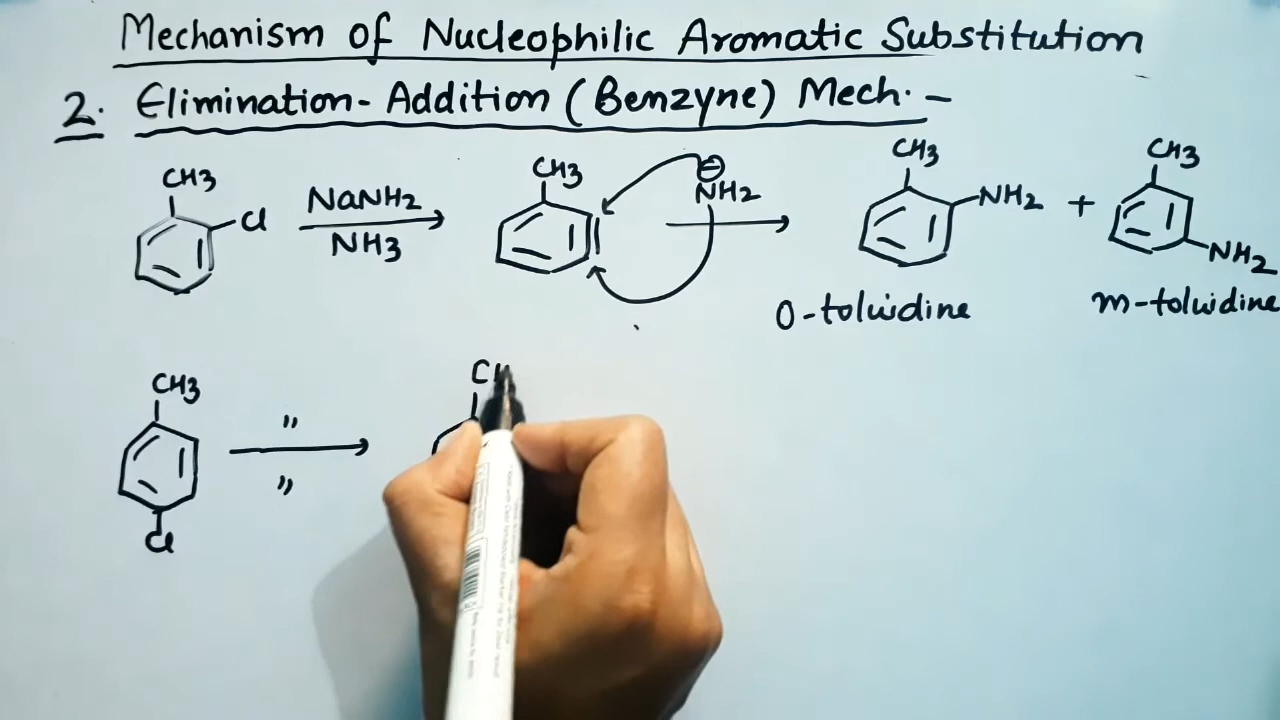 Mechanism of Nucleophilic Aromatic Substitution
2. Elimination- Addition (Benzyne) Mech. -
CH3 Cl NaNH2 NH3 CH3 ⊖ NH2 CH3 NH2 + CH3 NH2
O-toluidine m-toluidine
CH3 " " CH
Cl